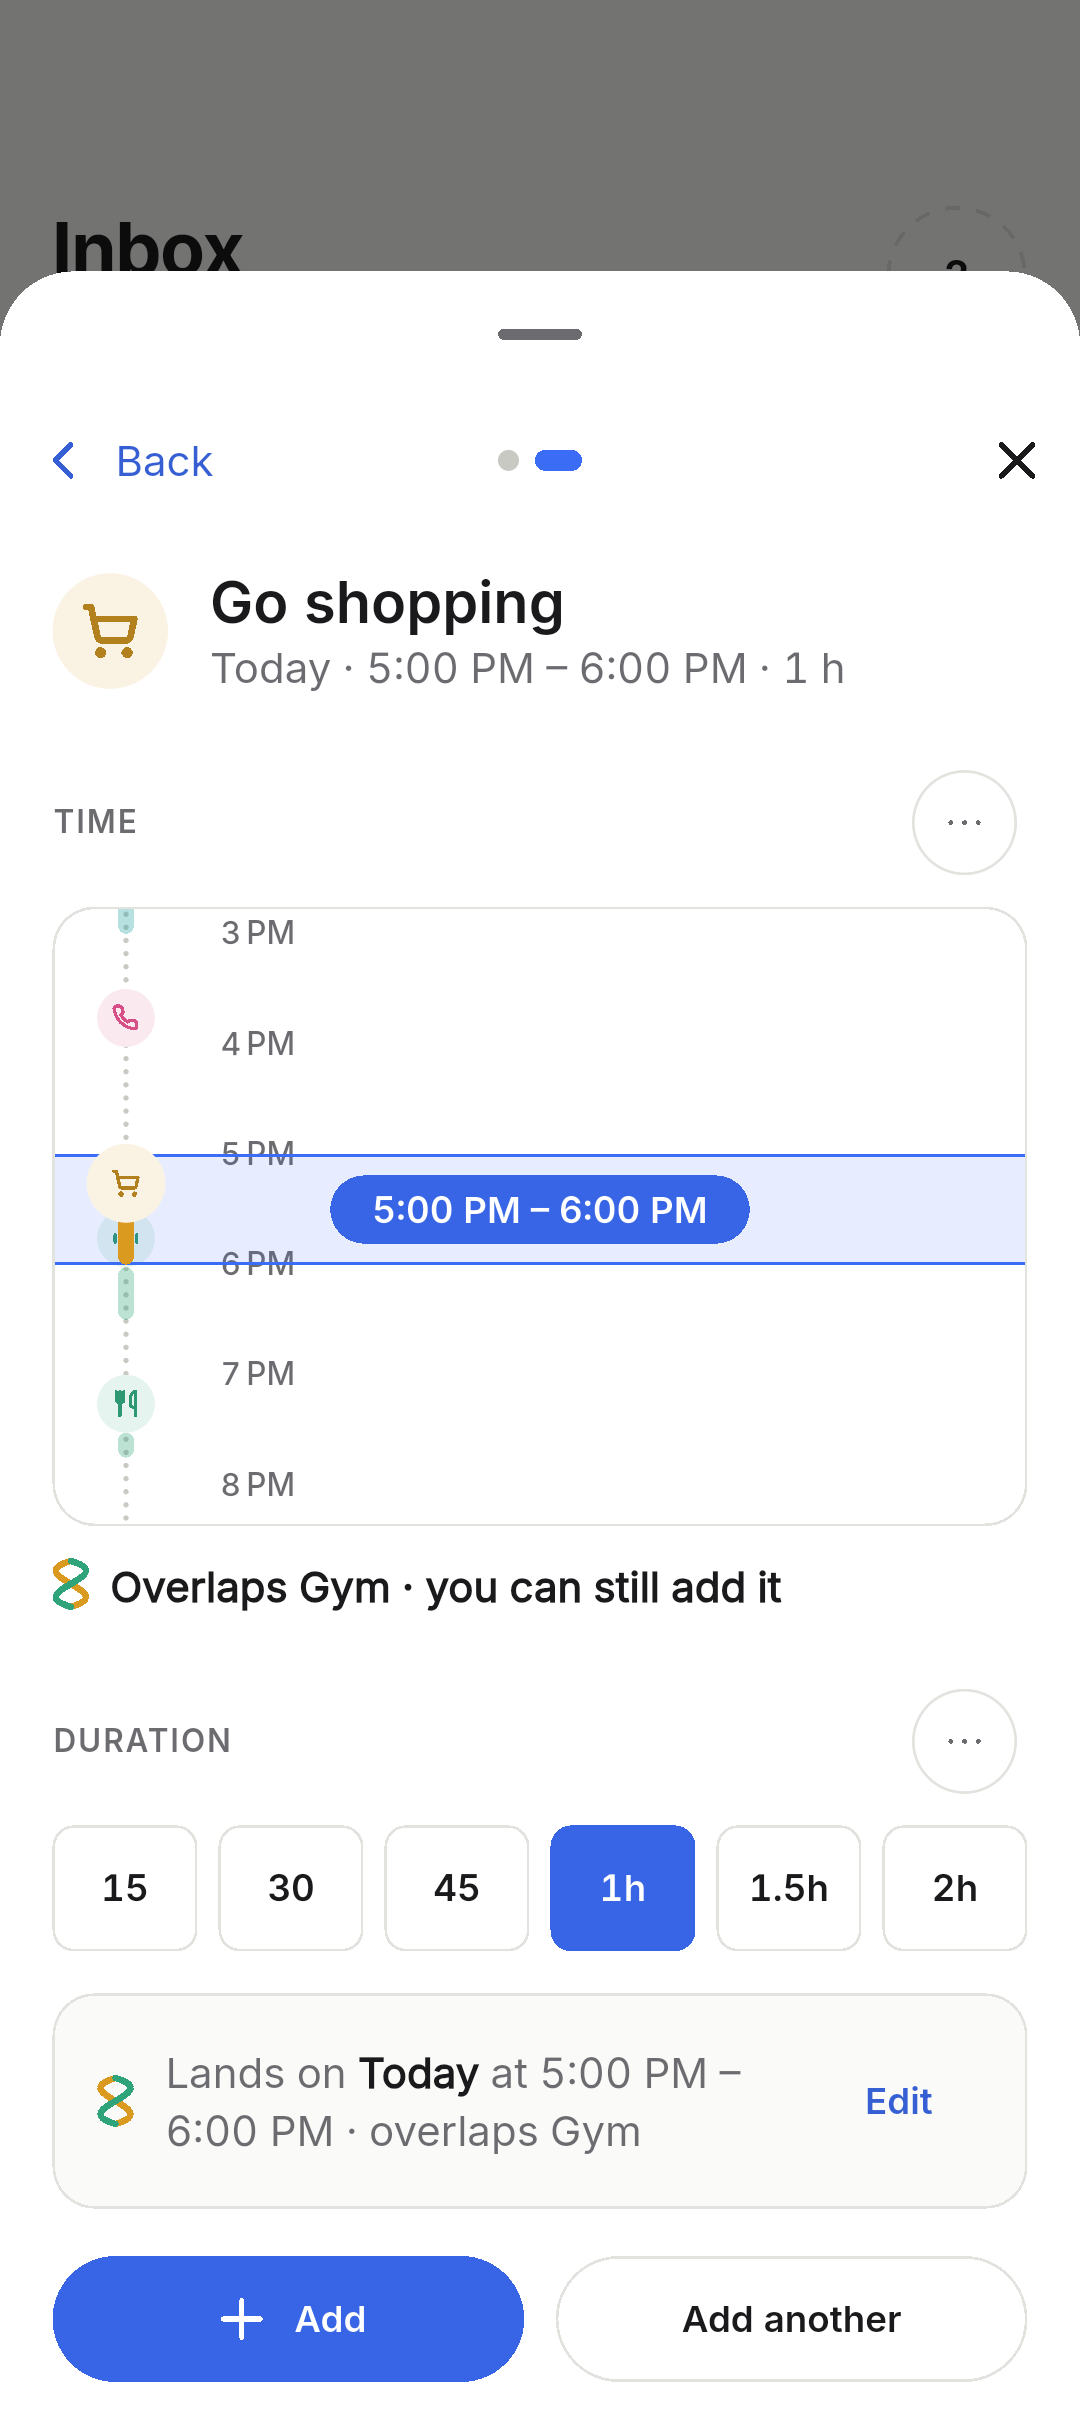 Inbox
Back
Go shopping
Today · 5:00 PM – 6:00 PM · 1 h
TIME
3 PM
4 PM
5 PM
5:00 PM – 6:00 PM
6 PM
7 PM
8 PM
Overlaps Gym · you can still add it
DURATION
15
30
45
1h
1.5h
2h
Lands on Today at 5:00 PM –
6:00 PM · overlaps Gym
Edit
Add
Add another